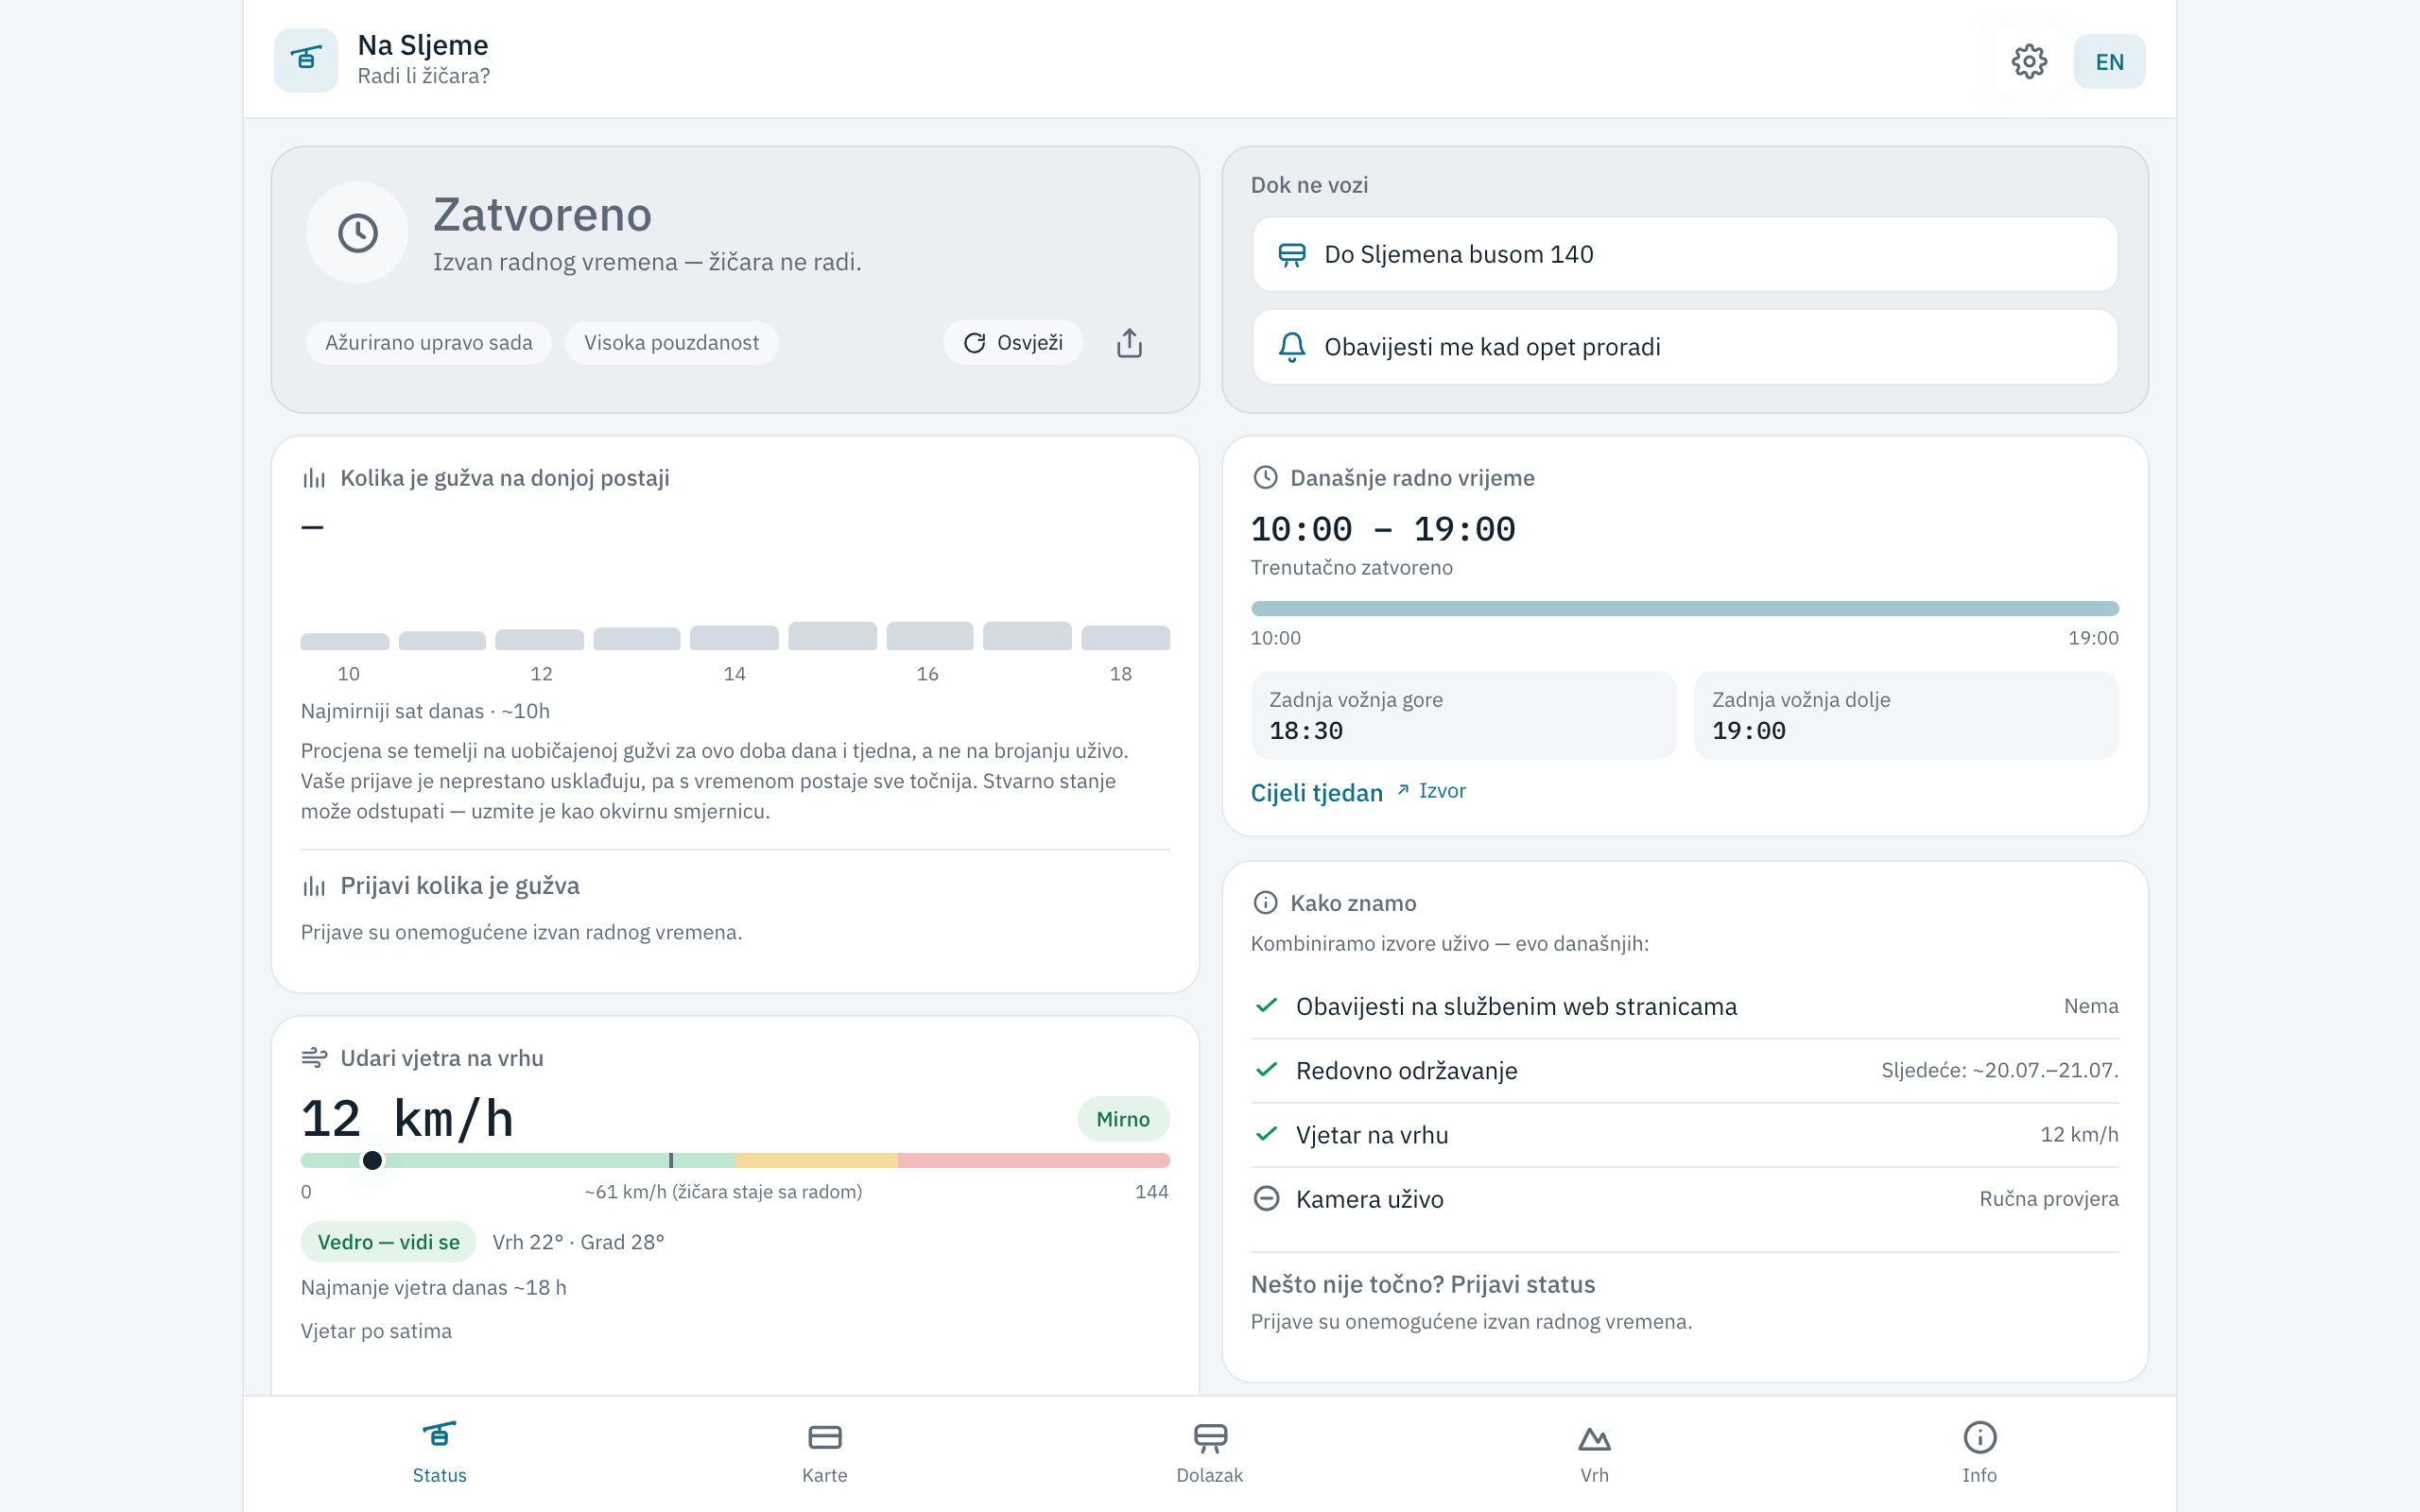 Na Sljeme
Radi li žičara?
EN
Zatvoreno
Izvan radnog vremena — žičara ne radi.
Ažurirano upravo sada
Visoka pouzdanost
Osvježi
Dok ne vozi
Do Sljemena busom 140
Obavijesti me kad opet proradi
Kolika je gužva na donjoj postaji
—
10 12 14 16 18
Najmirniji sat danas · ~10h
Procjena se temelji na uobičajenoj gužvi za ovo doba dana i tjedna, a ne na brojanju uživo.
Vaše prijave je neprestano usklađuju, pa s vremenom postaje sve točnija. Stvarno stanje
može odstupati — uzmite je kao okvirnu smjernicu.
Prijavi kolika je gužva
Prijave su onemogućene izvan radnog vremena.
Udari vjetra na vrhu
12 km/h
Mirno
0 ~61 km/h (žičara staje sa radom) 144
Vedro — vidi se
Vrh 22° · Grad 28°
Najmanje vjetra danas ~18 h
Vjetar po satima
Današnje radno vrijeme
10:00 – 19:00
Trenutačno zatvoreno
10:00 19:00
Zadnja vožnja gore
18:30
Zadnja vožnja dolje
19:00
Cijeli tjedan
Izvor
Kako znamo
Kombiniramo izvore uživo — evo današnjih:
Obavijesti na službenim web stranicama Nema
Redovno održavanje Sljedeće: ~20.07.–21.07.
Vjetar na vrhu 12 km/h
Kamera uživo Ručna provjera
Nešto nije točno? Prijavi status
Prijave su onemogućene izvan radnog vremena.
Status
Karte
Dolazak
Vrh
Info